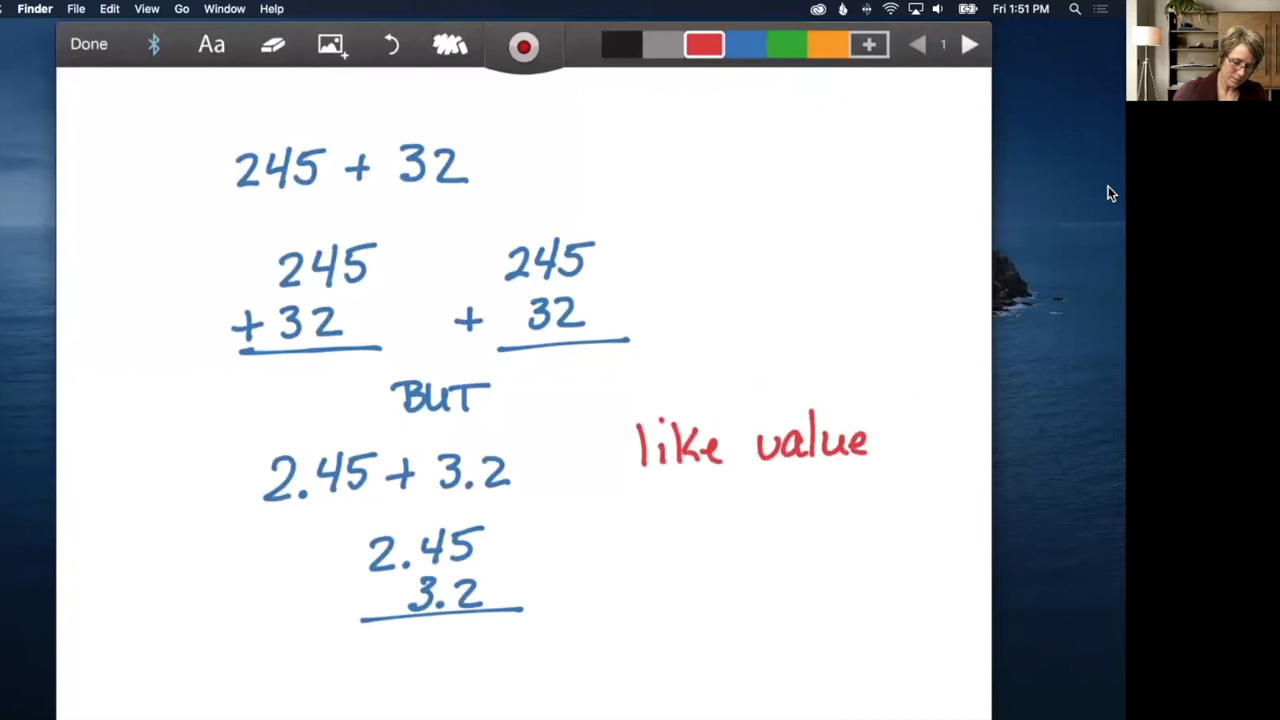 Finder File Edit View Go Window Help Fri 1:51 PM
Done Aa 1
245 + 32
245 245
+ 32 + 32
BUT
like value
2.45 + 3.2
2.45
3.2